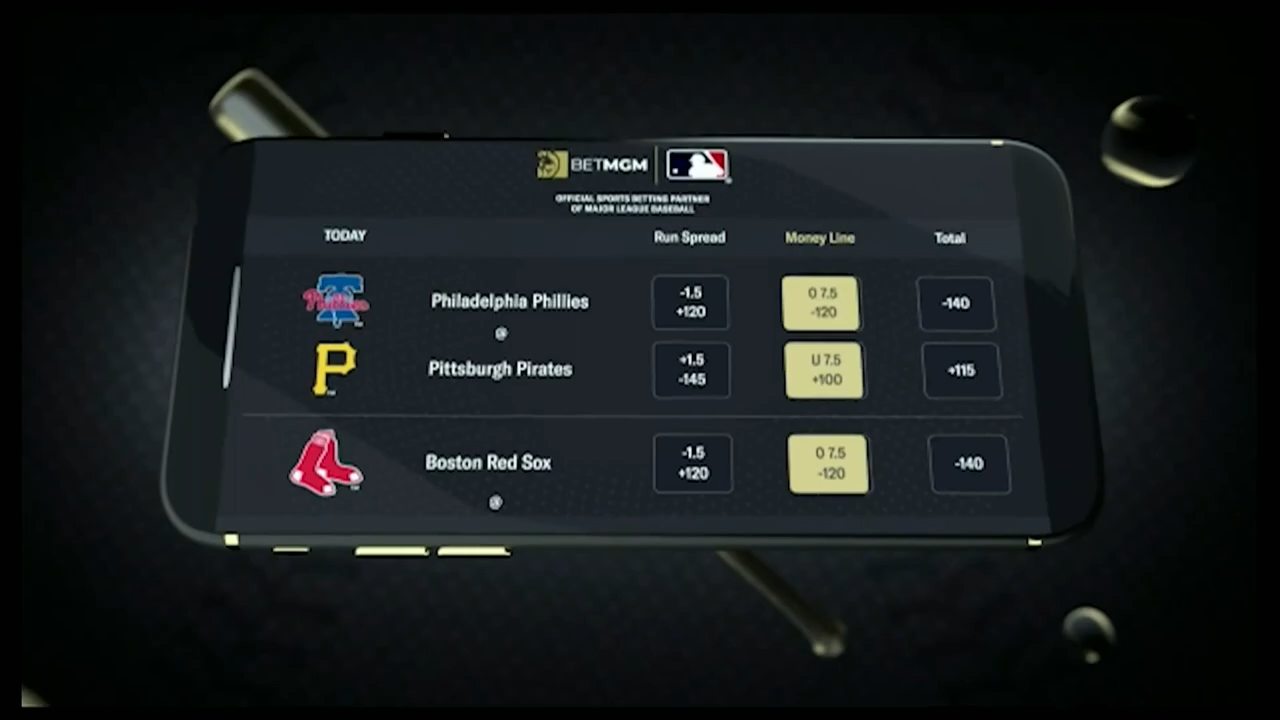 BETMGM
OFFICIAL SPORTS BETTING PARTNER
OF MAJOR LEAGUE BASEBALL
TODAY Run Spread Money Line Total
Phillies
Philadelphia Phillies
-1.5
+120
O 7.5
-120
-140
@
P
Pittsburgh Pirates
+1.5
-145
U 7.5
+100
+115
Boston Red Sox
-1.5
+120
O 7.5
-120
-140
@